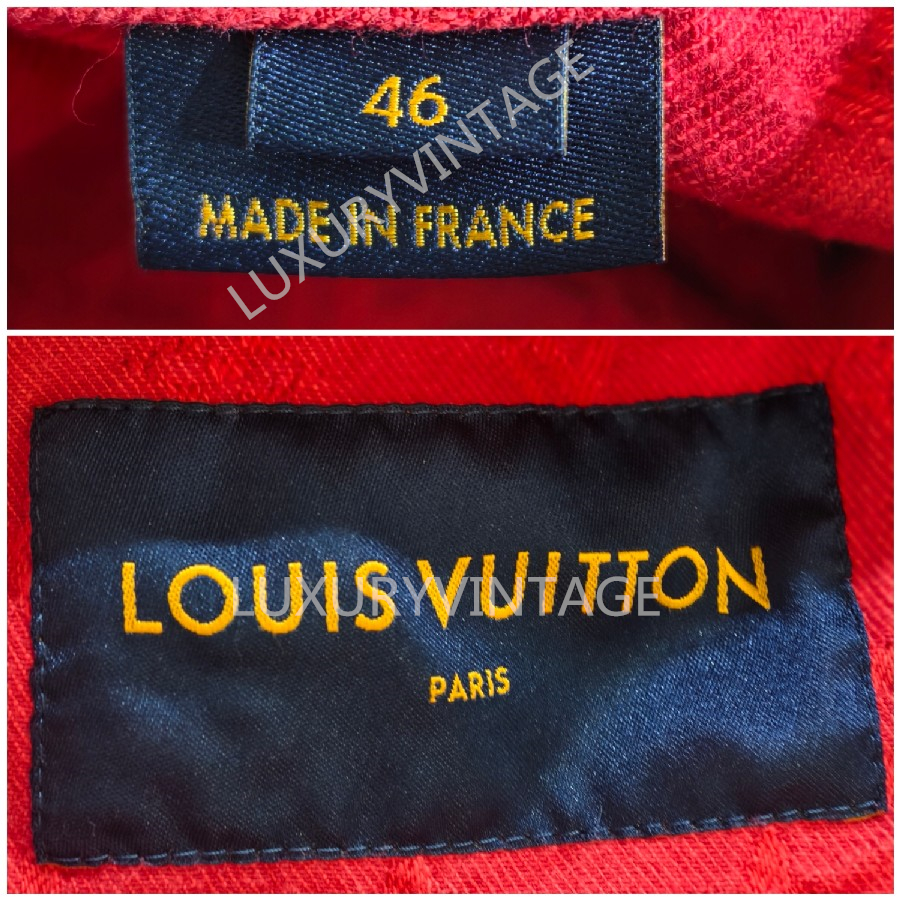 46
MADE IN FRANCE
LUXURYVINTAGE
LOUIS VUITTON
LUXURYVINTAGE
PARIS